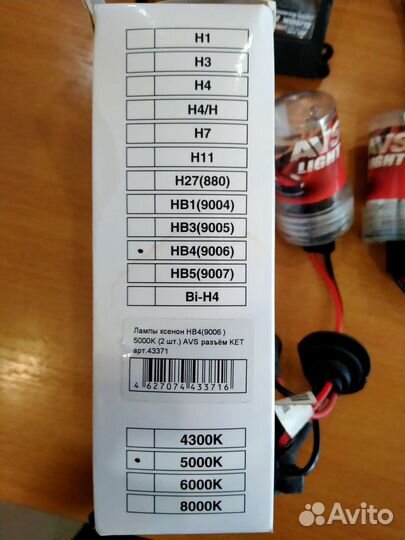 H1
H3
H4
H4/H
H7
H11
H27(880)
HB1(9004)
HB3(9005)
HB4(9006)
HB5(9007)
Bi-H4
Лампы ксенон HB4(9006 )
5000K (2 шт.) AVS разъём KET
арт.43371
4 627074 433716
4300K
5000K
6000K
8000K
AVS
LIGHT
AVS
LIGHT
Avito